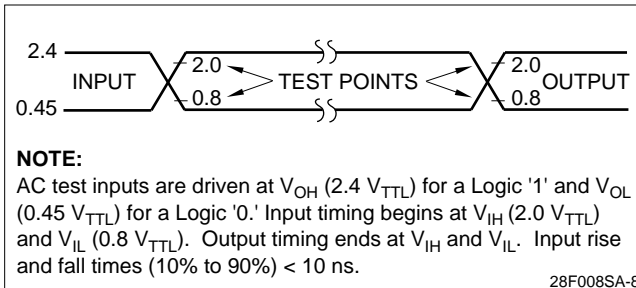 2.4
2.0 2.0
INPUT TEST POINTS OUTPUT
0.8 0.8
0.45
NOTE:
AC test inputs are driven at VOH (2.4 VTTL) for a Logic '1' and VOL
(0.45 VTTL) for a Logic '0.' Input timing begins at VIH (2.0 VTTL)
and VIL (0.8 VTTL). Output timing ends at VIH and VIL. Input rise
and fall times (10% to 90%) < 10 ns.
28F008SA-8